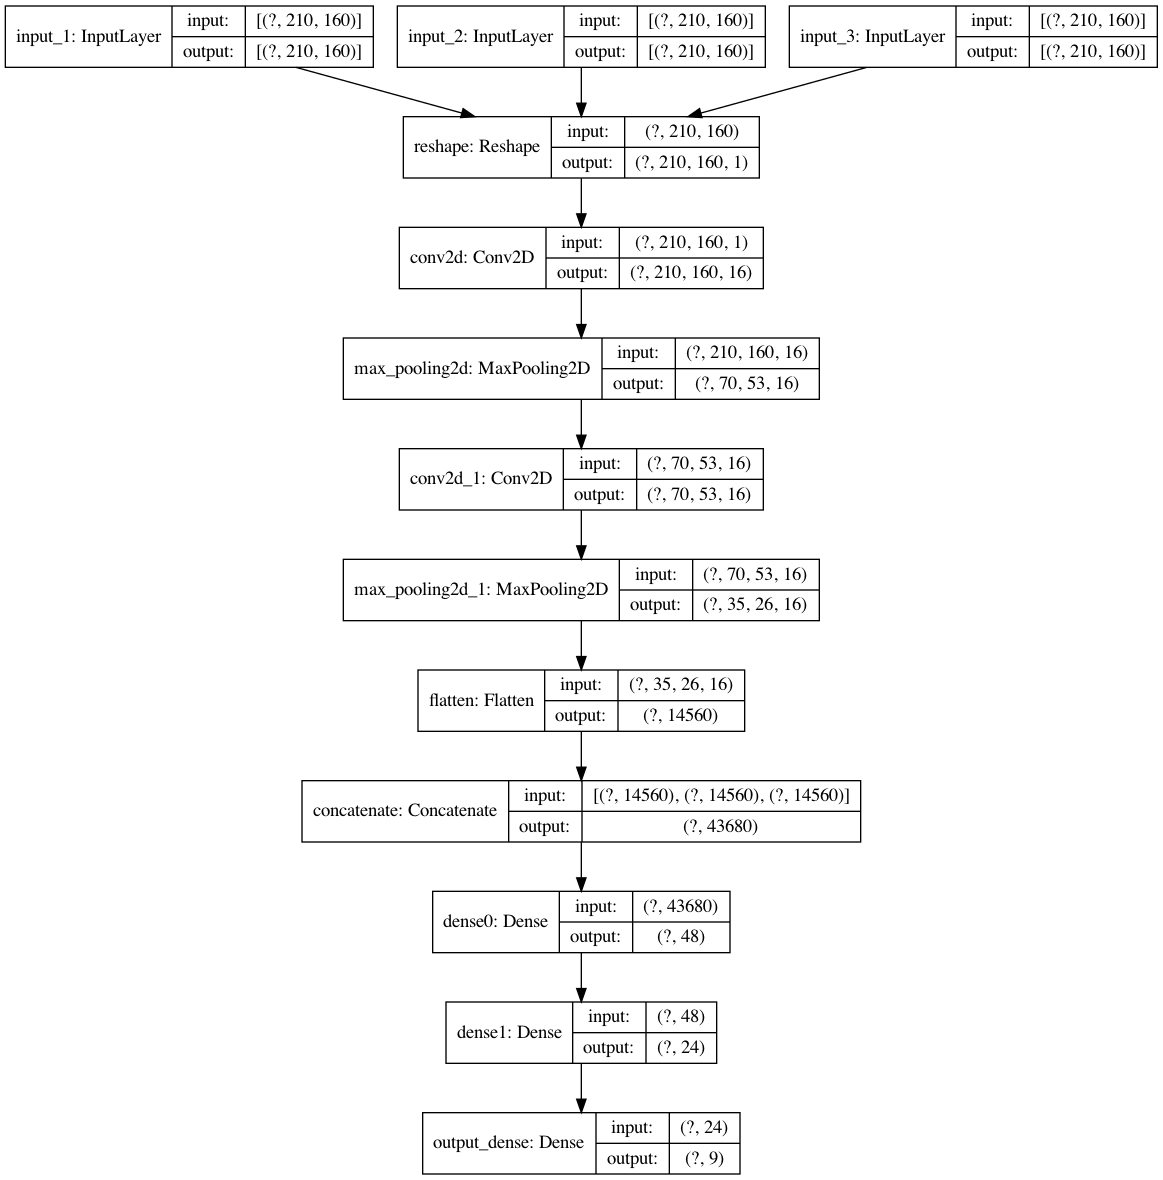 input_1: InputLayer
input: [(?, 210, 160)]
output: [(?, 210, 160)]
input_2: InputLayer
input: [(?, 210, 160)]
output: [(?, 210, 160)]
input_3: InputLayer
input: [(?, 210, 160)]
output: [(?, 210, 160)]
reshape: Reshape
input: (?, 210, 160)
output: (?, 210, 160, 1)
conv2d: Conv2D
input: (?, 210, 160, 1)
output: (?, 210, 160, 16)
max_pooling2d: MaxPooling2D
input: (?, 210, 160, 16)
output: (?, 70, 53, 16)
conv2d_1: Conv2D
input: (?, 70, 53, 16)
output: (?, 70, 53, 16)
max_pooling2d_1: MaxPooling2D
input: (?, 70, 53, 16)
output: (?, 35, 26, 16)
flatten: Flatten
input: (?, 35, 26, 16)
output: (?, 14560)
concatenate: Concatenate
input: [(?, 14560), (?, 14560), (?, 14560)]
output: (?, 43680)
dense0: Dense
input: (?, 43680)
output: (?, 48)
dense1: Dense
input: (?, 48)
output: (?, 24)
output_dense: Dense
input: (?, 24)
output: (?, 9)